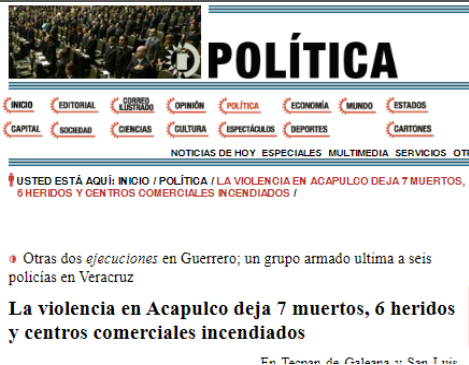 POLÍTICA
INICIO EDITORIAL CORREO ILUSTRADO OPINIÓN POLÍTICA ECONOMÍA MUNDO ESTADOS
CAPITAL SOCIEDAD CIENCIAS CULTURA ESPECTÁCULOS DEPORTES CARTONES
NOTICIAS DE HOY ESPECIALES MULTIMEDIA SERVICIOS OTR
USTED ESTÁ AQUÍ: INICIO / POLÍTICA / LA VIOLENCIA EN ACAPULCO DEJA 7 MUERTOS,
6 HERIDOS Y CENTROS COMERCIALES INCENDIADOS /
Otras dos ejecuciones en Guerrero; un grupo armado ultima a seis
policías en Veracruz
La violencia en Acapulco deja 7 muertos, 6 heridos
y centros comerciales incendiados
En Tecpan de Galeana y San Luis